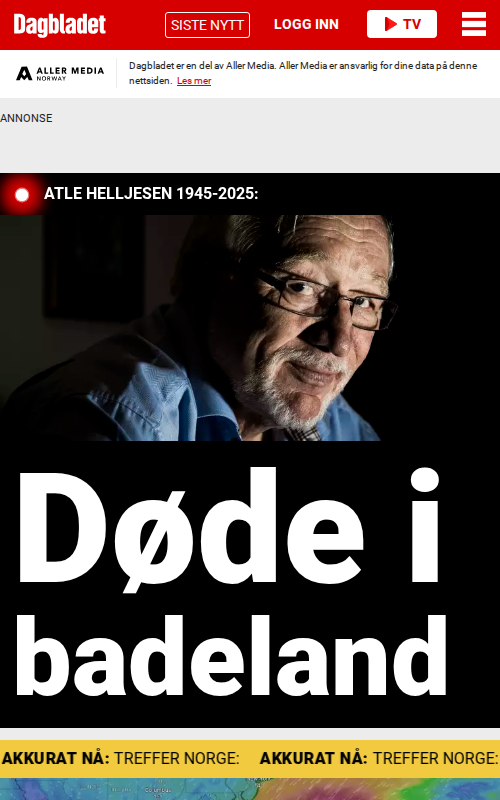 Dagbladet
SISTE NYTT
LOGG INN
TV
ALLER MEDIA
NORWAY
Dagbladet er en del av Aller Media. Aller Media er ansvarlig for dine data på denne
nettsiden. Les mer
ANNONSE
ATLE HELLJESEN 1945-2025:
Døde i
badeland
AKKURAT NÅ: TREFFER NORGE: AKKURAT NÅ: TREFFER NORGE: